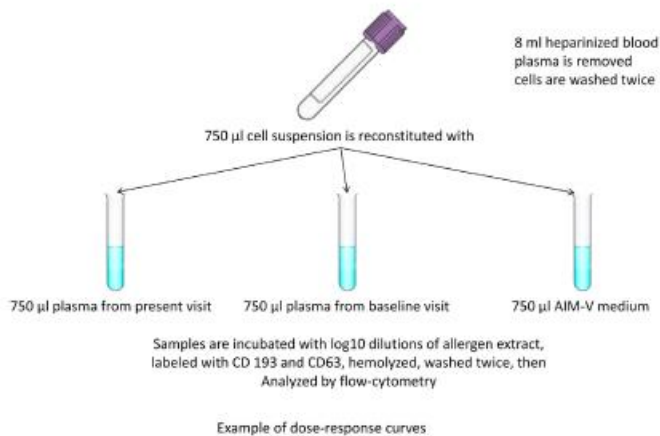 8 ml heparinized blood
plasma is removed
cells are washed twice
750 µl cell suspension is reconstituted with
750 µl plasma from present visit
750 µl plasma from baseline visit
750 µl AIM-V medium
Samples are incubated with log10 dilutions of allergen extract,
labeled with CD 193 and CD63, hemolyzed, washed twice, then
Analyzed by flow-cytometry
Example of dose-response curves